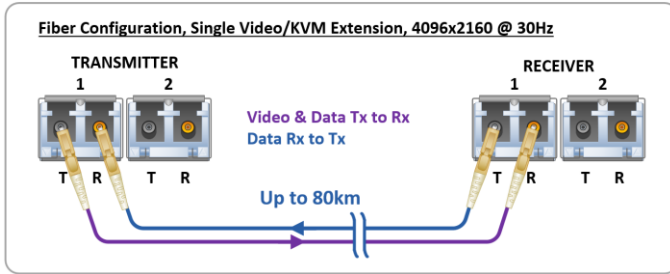 Fiber Configuration, Single Video/KVM Extension, 4096x2160 @ 30Hz
TRANSMITTER
1 2
RECEIVER
1 2
Video & Data Tx to Rx
Data Rx to Tx
T R T R
T R T R
Up to 80km